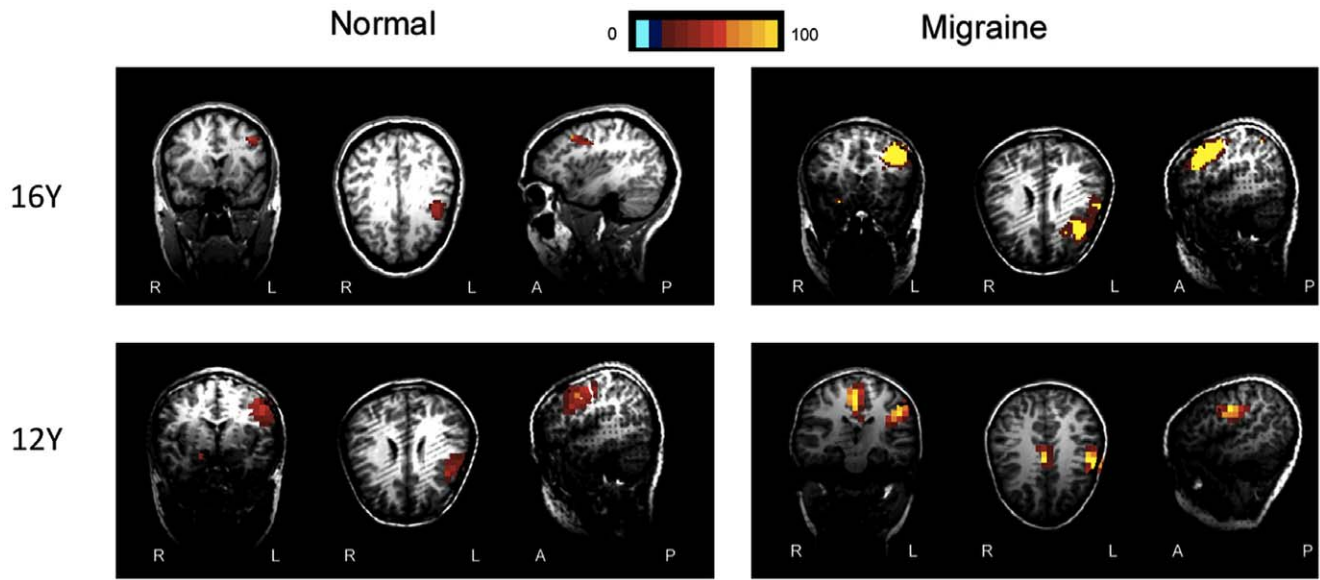 Normal
0 100
Migraine
16Y
R L R L A P
R L R L A P
12Y
R L R L A P
R L R L A P